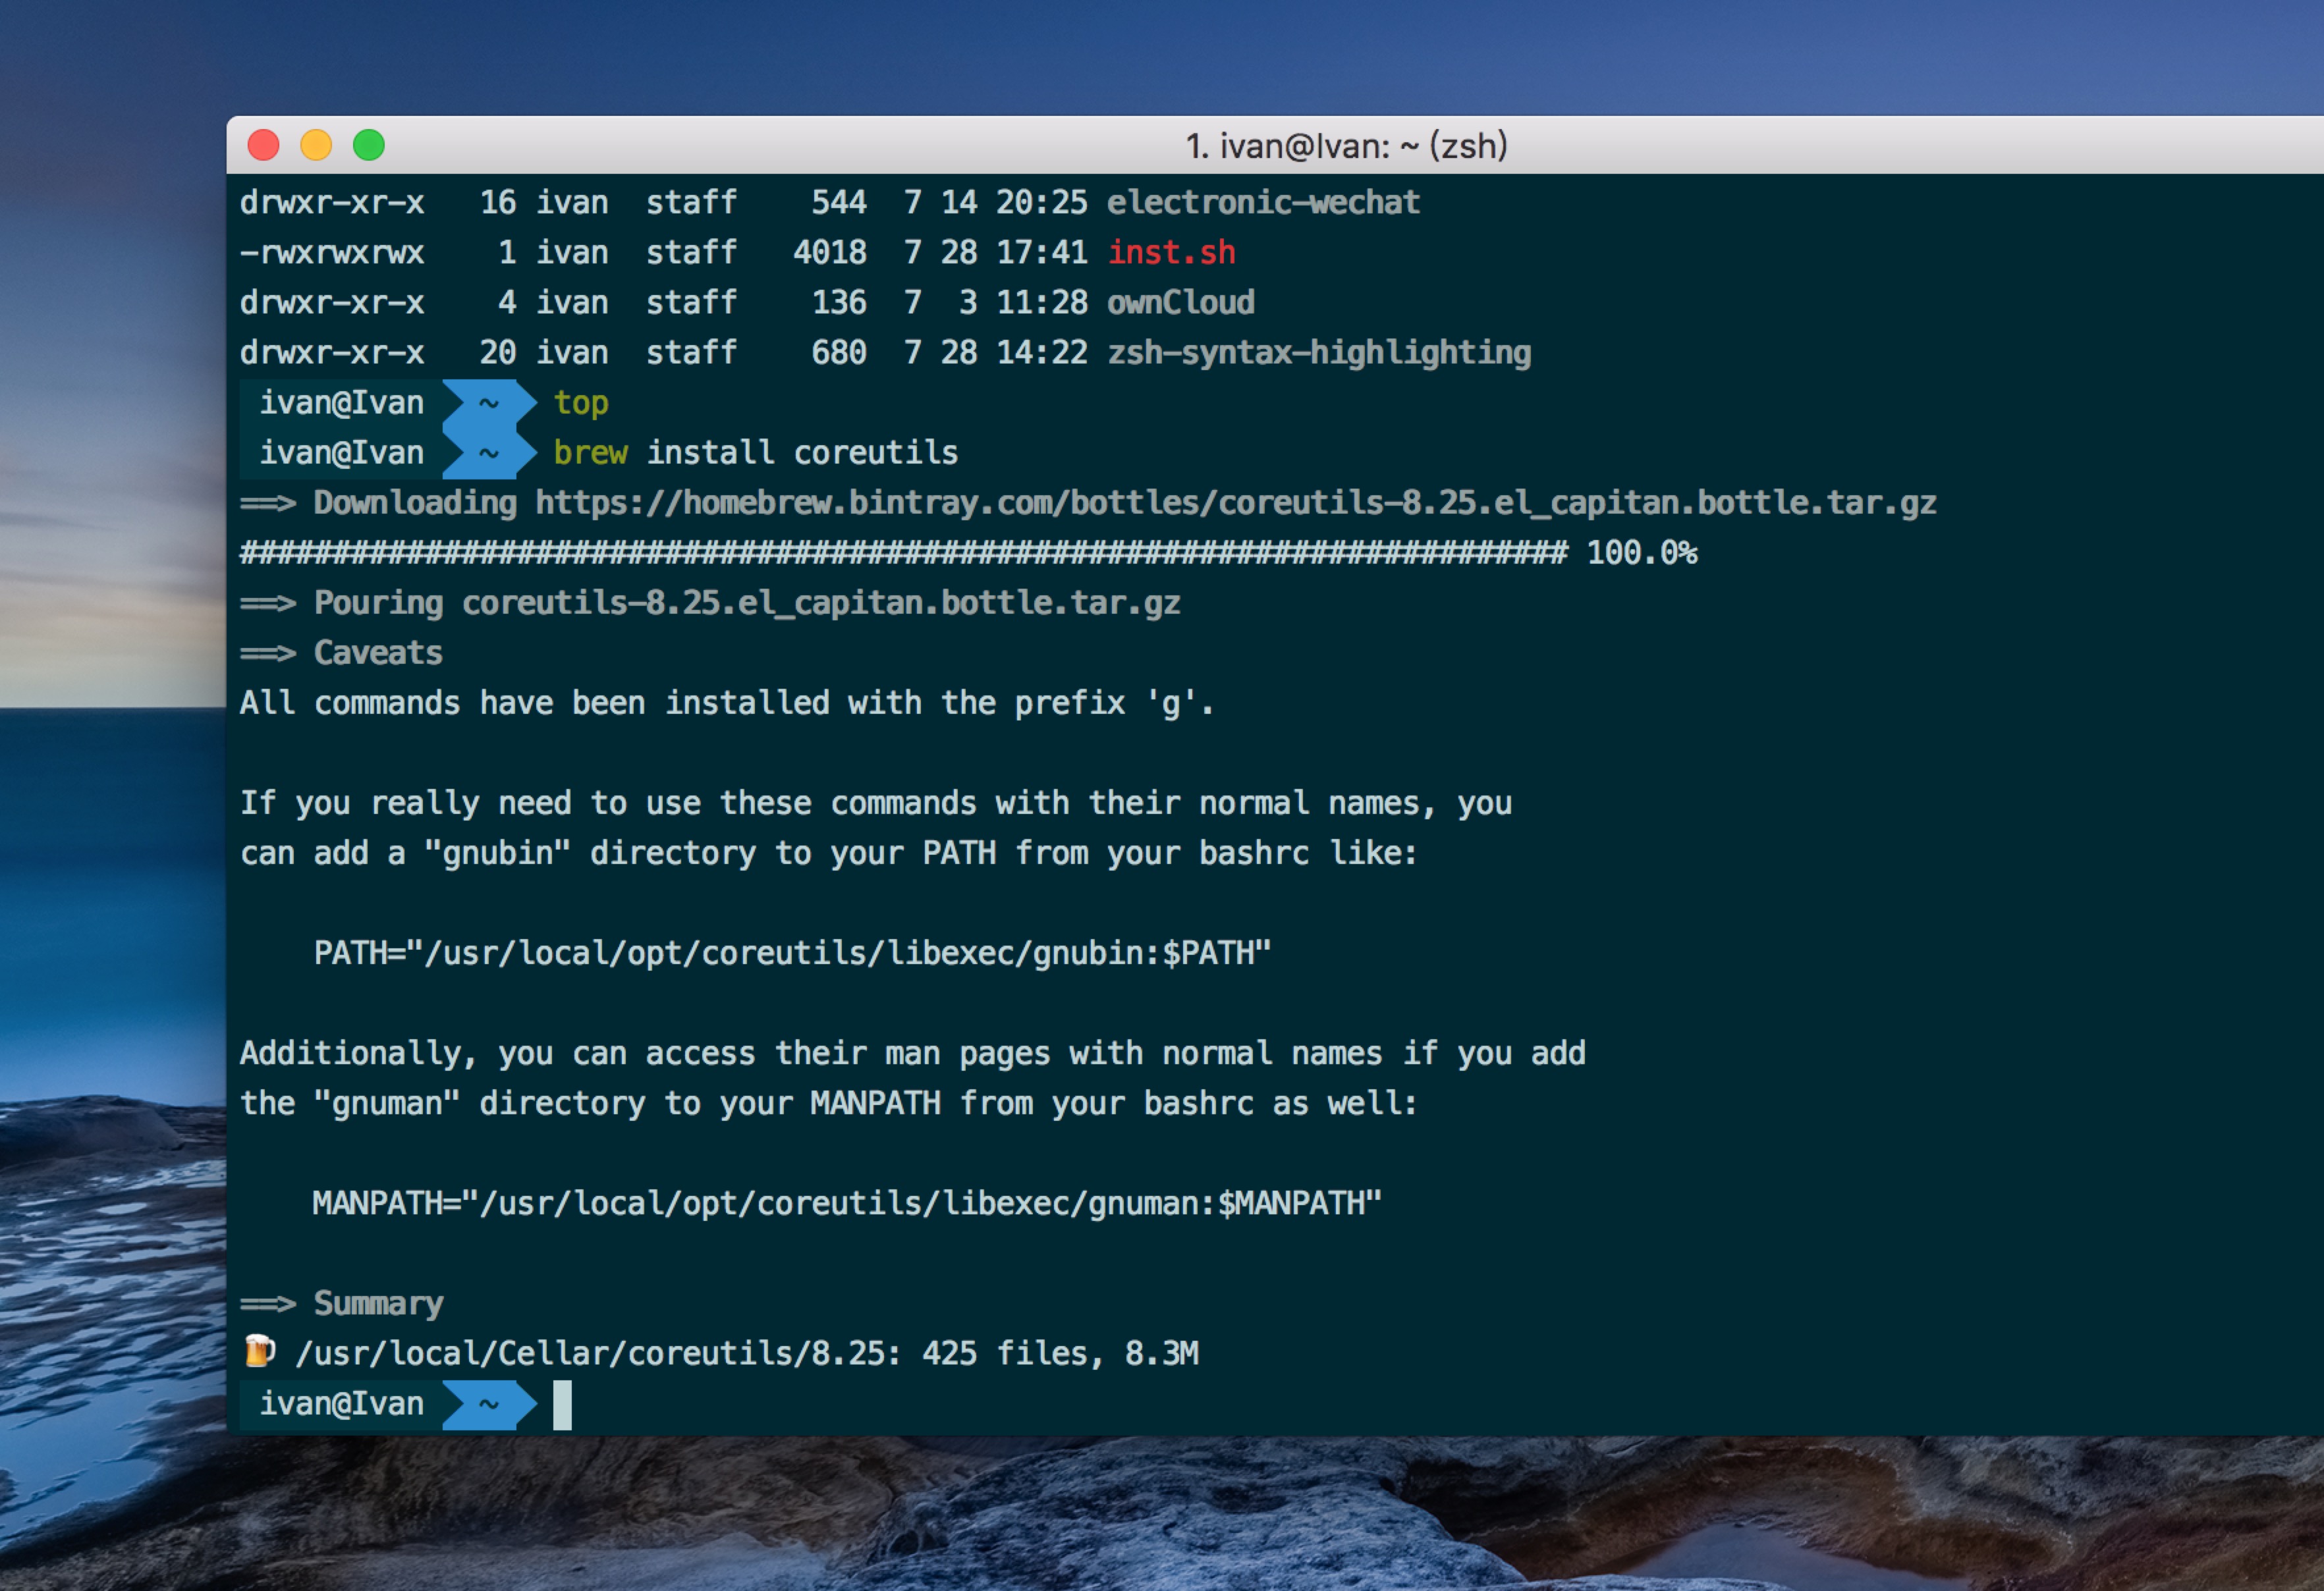 1. ivan@Ivan: ~ (zsh)
drwxr-xr-x   16 ivan  staff    544  7 14 20:25 electronic-wechat
-rwxrwxrwx    1 ivan  staff   4018  7 28 17:41 inst.sh
drwxr-xr-x    4 ivan  staff    136  7  3 11:28 ownCloud
drwxr-xr-x   20 ivan  staff    680  7 28 14:22 zsh-syntax-highlighting
ivan@Ivan ~ top
ivan@Ivan ~ brew install coreutils
==> Downloading https://homebrew.bintray.com/bottles/coreutils-8.25.el_capitan.bottle.tar.gz
######################################################################## 100.0%
==> Pouring coreutils-8.25.el_capitan.bottle.tar.gz
==> Caveats
All commands have been installed with the prefix 'g'.
If you really need to use these commands with their normal names, you
can add a "gnubin" directory to your PATH from your bashrc like:
    PATH="/usr/local/opt/coreutils/libexec/gnubin:$PATH"
Additionally, you can access their man pages with normal names if you add
the "gnuman" directory to your MANPATH from your bashrc as well:
    MANPATH="/usr/local/opt/coreutils/libexec/gnuman:$MANPATH"
==> Summary
🍺 /usr/local/Cellar/coreutils/8.25: 425 files, 8.3M
ivan@Ivan ~